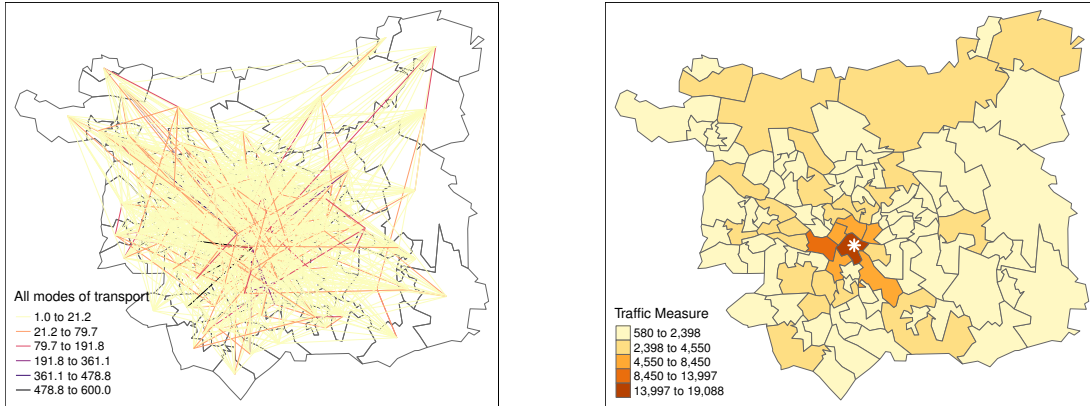 All modes of transport
1.0 to 21.2
21.2 to 79.7
79.7 to 191.8
191.8 to 361.1
361.1 to 478.8
478.8 to 600.0
Traffic Measure
580 to 2,398
2,398 to 4,550
4,550 to 8,450
8,450 to 13,997
13,997 to 19,088